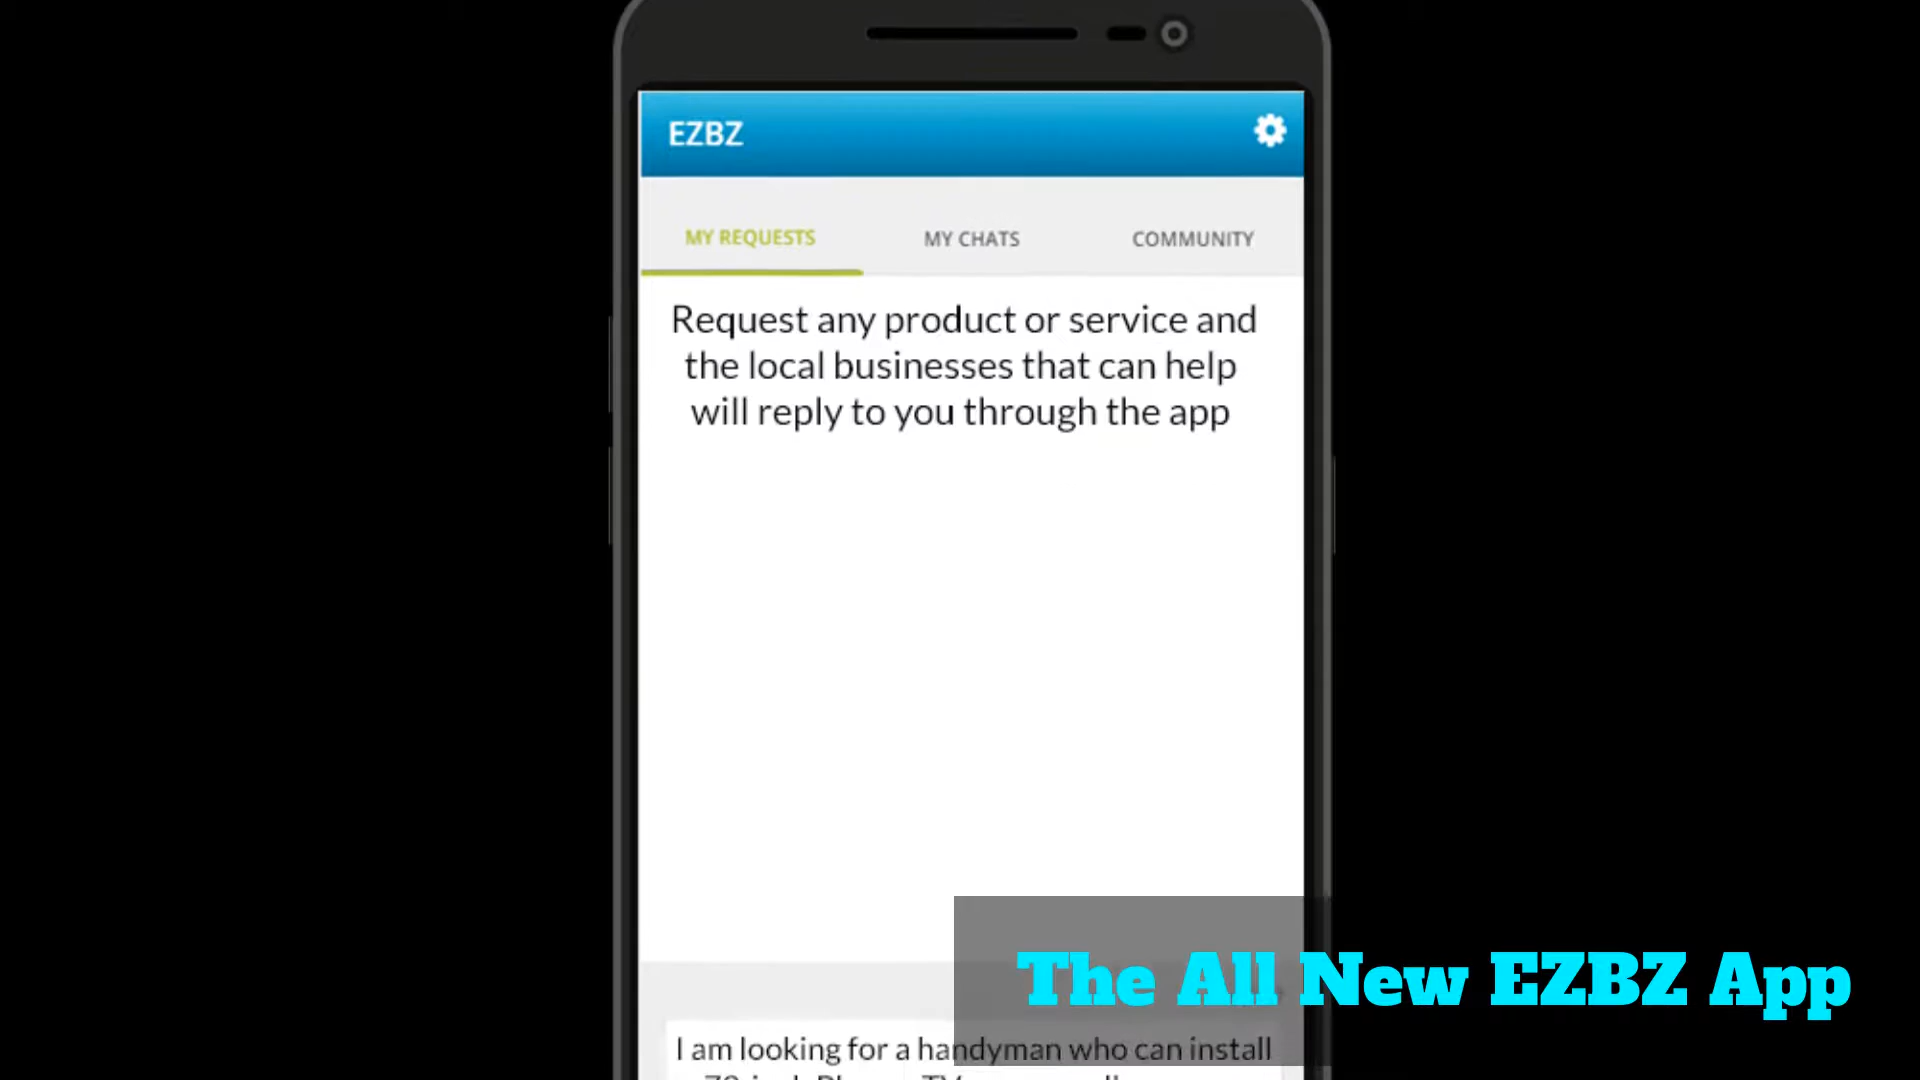 EZBZ
MY REQUESTS
MY CHATS
COMMUNITY
Request any product or service and
the local businesses that can help
will reply to you through the app
The All New EZBZ App
I am looking for a handyman who can install